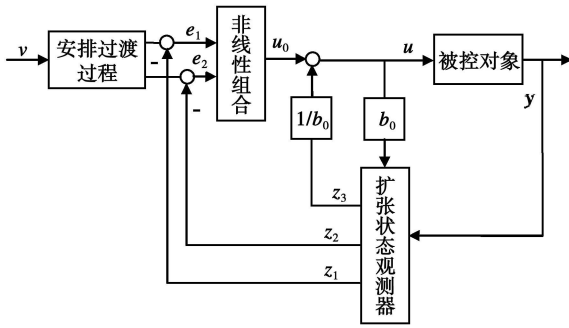 v
安排过渡
过程
e₁
e₂
-
-
非线性组合
u₀
1/b₀
u
b₀
被控对象
y
扩张状态观测器
z₃
z₂
z₁